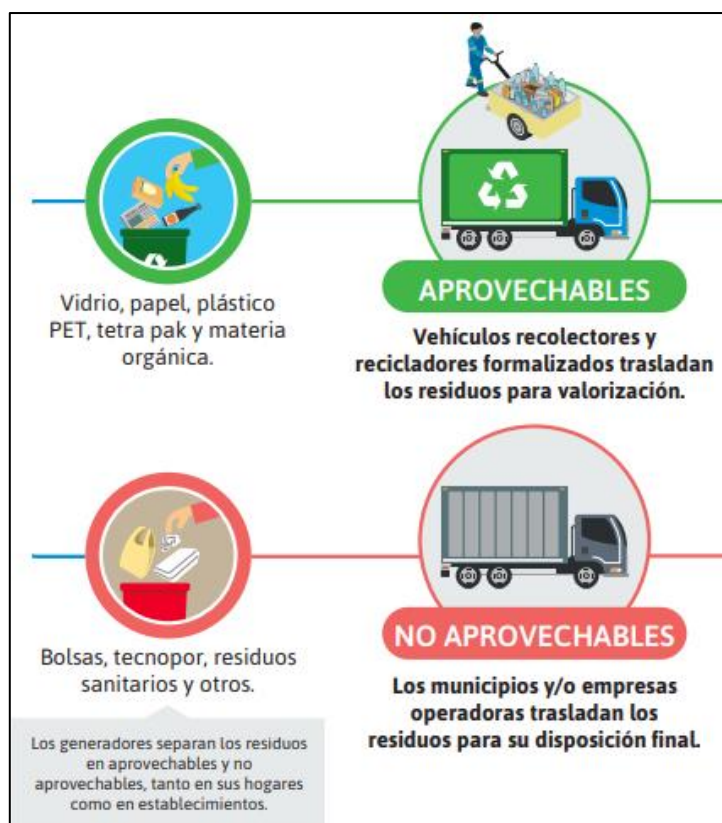 Vidrio, papel, plástico
PET, tetra pak y materia
orgánica.
APROVECHABLES
Vehículos recolectores y
recicladores formalizados trasladan
los residuos para valorización.
Bolsas, tecnopor, residuos
sanitarios y otros.
Los generadores separan los residuos
en aprovechables y no
aprovechables, tanto en sus hogares
como en establecimientos.
NO APROVECHABLES
Los municipios y/o empresas
operadoras trasladan los
residuos para su disposición final.